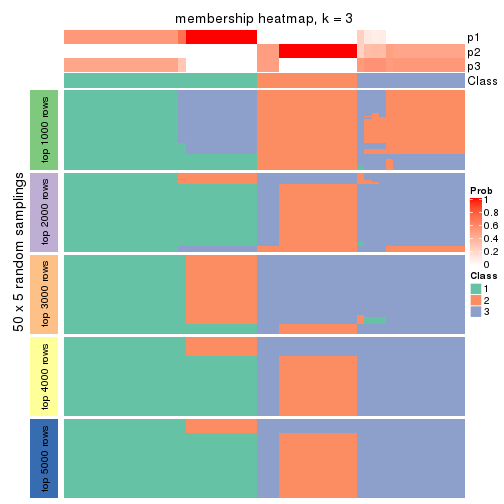 membership heatmap, k = 3
p1
p2
p3
Class
50 x 5 random samplings
top 1000 rows
top 2000 rows
top 3000 rows
top 4000 rows
top 5000 rows
Prob
1
0.8
0.6
0.4
0.2
0
Class
1
2
3